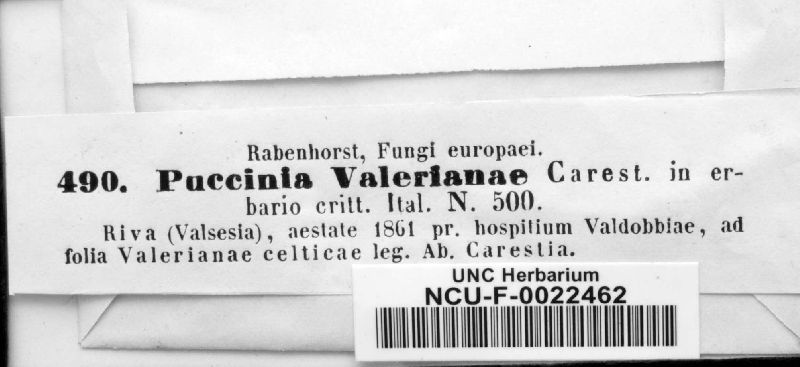 Rabenhorst, Fungi europaei.
490. Puccinia Valerianae Carest. in er-
bario critt. Ital. N. 500.
Riva (Valsesia), aestate 1861 pr. hospitium Valdobbiae, ad
folia Valerianae celticae leg. Ab. Carestia.
UNC Herbarium
NCU-F-0022462